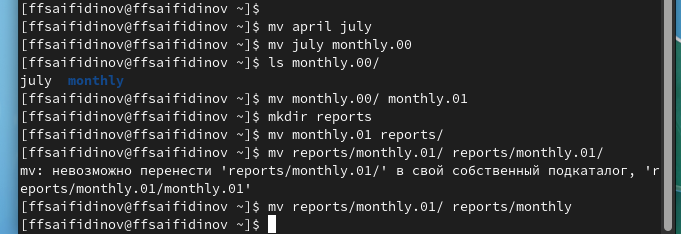 [ffsaifidinov@ffsaifidinov ~]$
[ffsaifidinov@ffsaifidinov ~]$ mv april july
[ffsaifidinov@ffsaifidinov ~]$ mv july monthly.00
[ffsaifidinov@ffsaifidinov ~]$ ls monthly.00/
july  monthly
[ffsaifidinov@ffsaifidinov ~]$ mv monthly.00/ monthly.01
[ffsaifidinov@ffsaifidinov ~]$ mkdir reports
[ffsaifidinov@ffsaifidinov ~]$ mv monthly.01 reports/
[ffsaifidinov@ffsaifidinov ~]$ mv reports/monthly.01/ reports/monthly.01/
mv: невозможно перенести 'reports/monthly.01/' в свой собственный подкаталог, 'r
eports/monthly.01/monthly.01'
[ffsaifidinov@ffsaifidinov ~]$ mv reports/monthly.01/ reports/monthly
[ffsaifidinov@ffsaifidinov ~]$